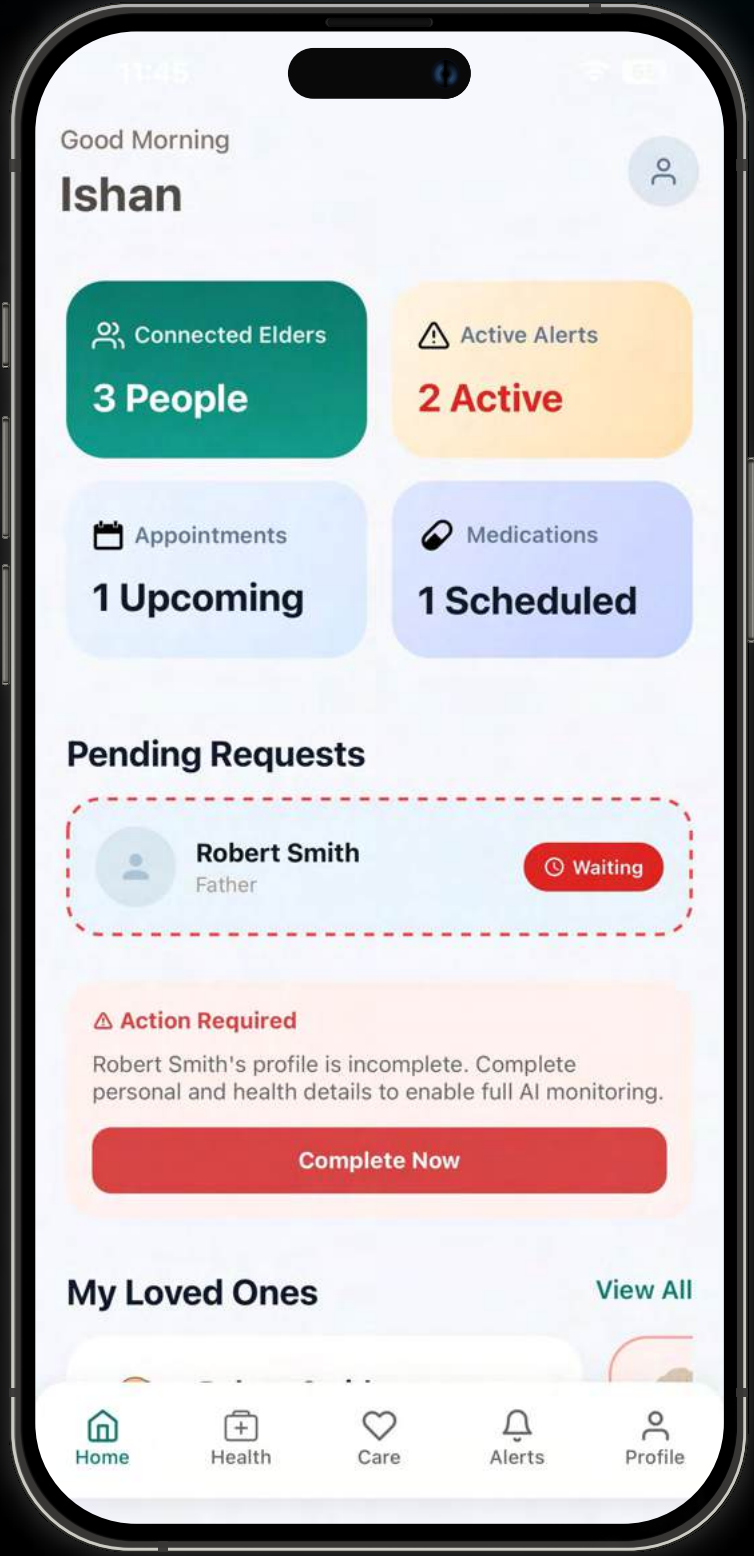 11:45
Good Morning
Ishan
Connected Elders
3 People
Active Alerts
2 Active
Appointments
1 Upcoming
Medications
1 Scheduled
Pending Requests
Robert Smith
Father
Waiting
Action Required
Robert Smith's profile is incomplete. Complete
personal and health details to enable full AI monitoring.
Complete Now
My Loved Ones
View All
Home
Health
Care
Alerts
Profile